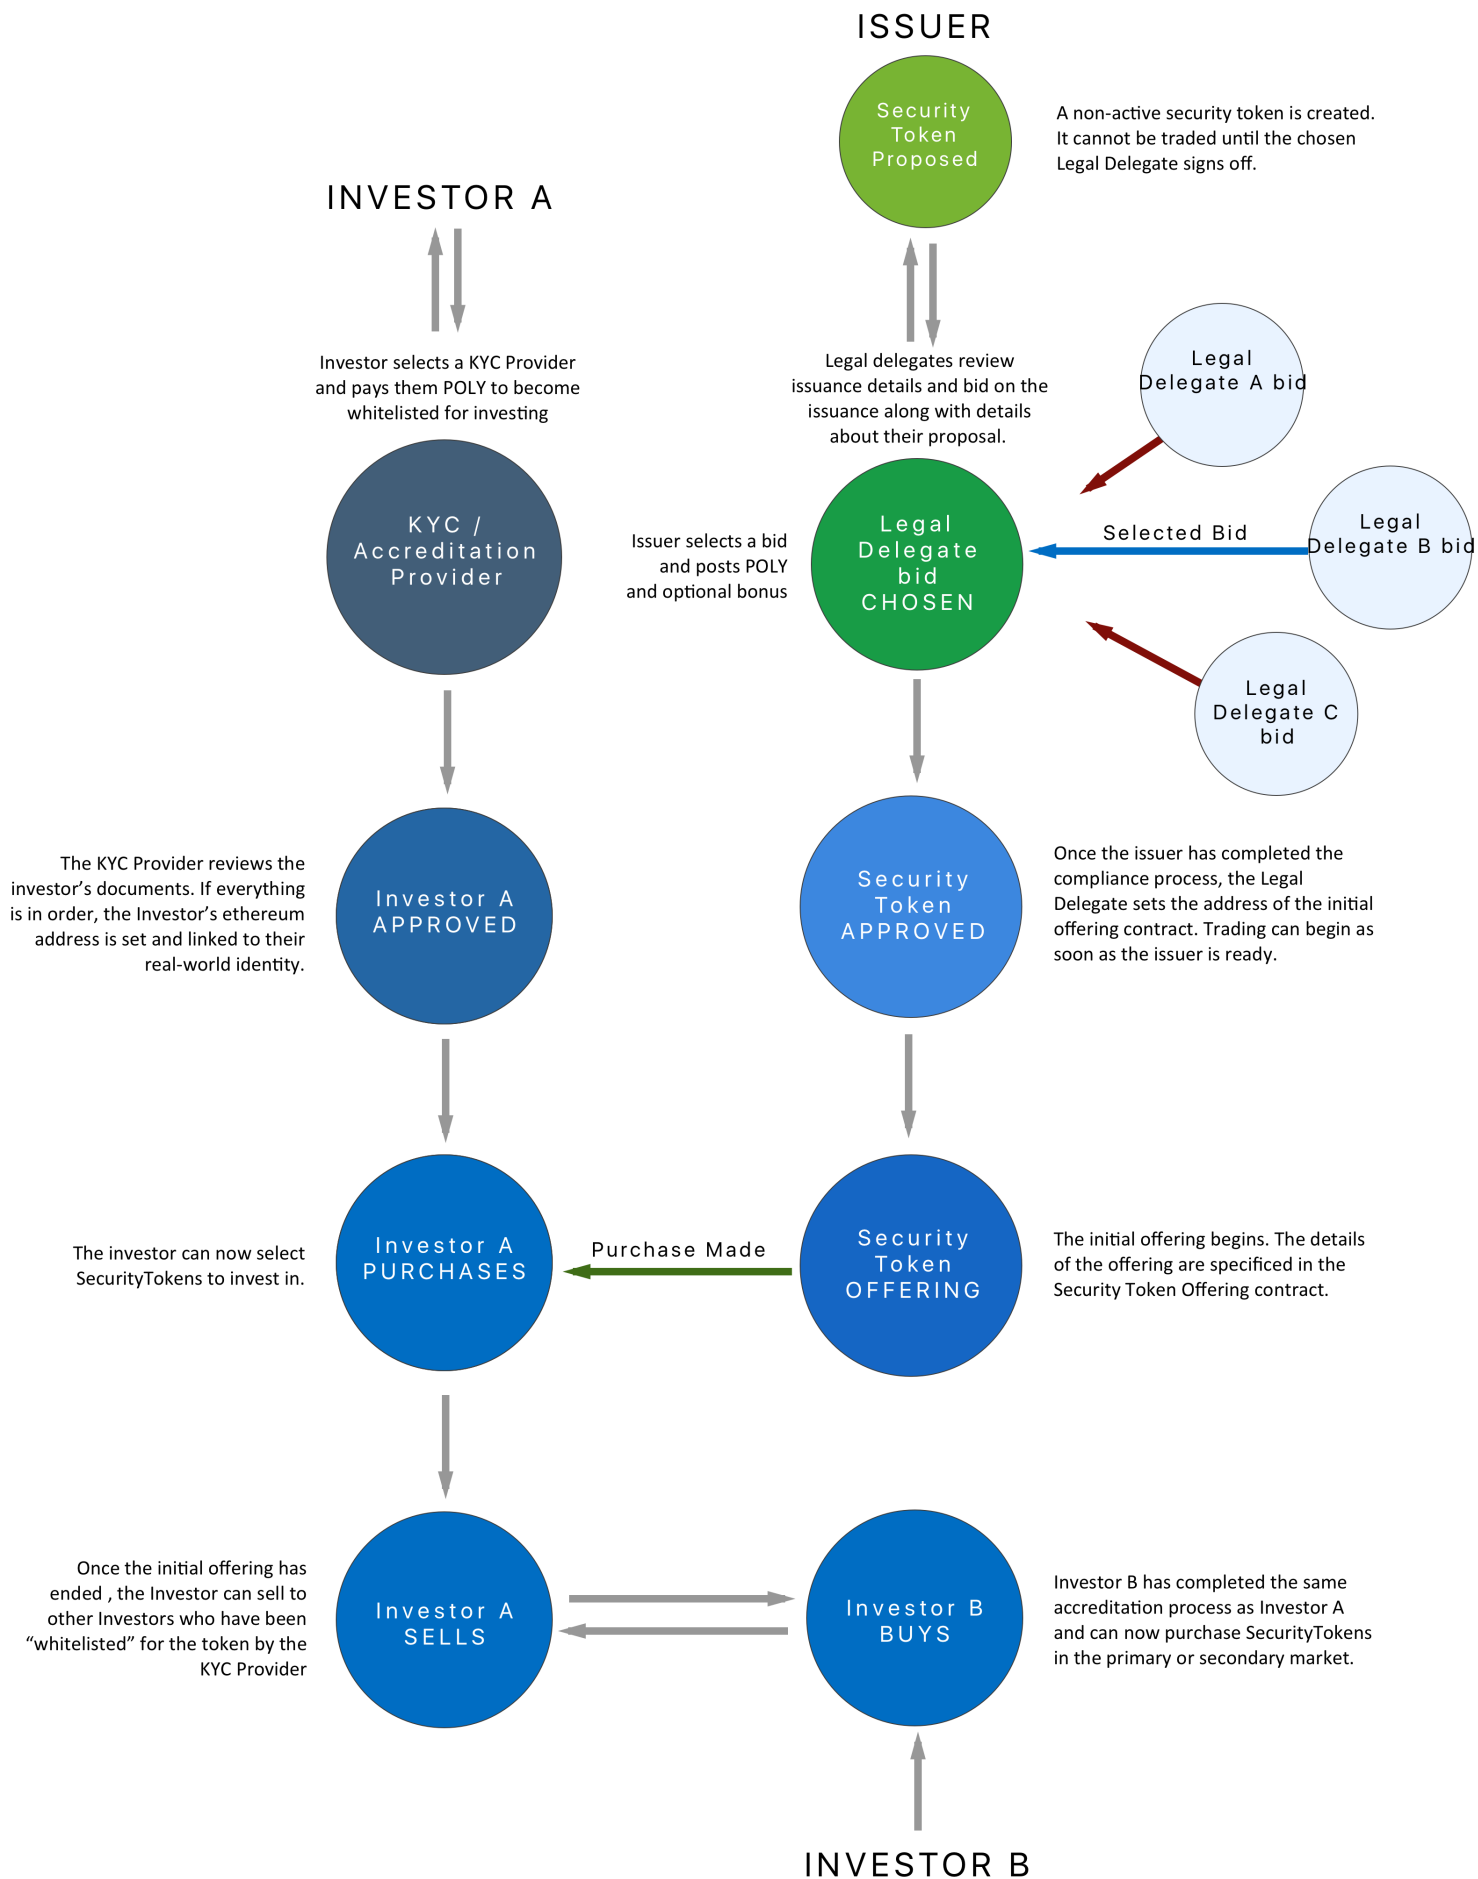 ISSUER
Security
Token
Proposed
A non-active security token is created.
It cannot be traded until the chosen
Legal Delegate signs off.
INVESTOR A
Investor selects a KYC Provider
and pays them POLY to become
whitelisted for investing
Legal delegates review
issuance details and bid on the
issuance along with details
about their proposal.
Legal
Delegate A bid
KYC /
Accreditation
Provider
Issuer selects a bid
and posts POLY
and optional bonus
Legal
Delegate
bid
CHOSEN
Selected Bid
Legal
Delegate B bid
Legal
Delegate C
bid
The KYC Provider reviews the
investor’s documents. If everything
is in order, the Investor’s ethereum
address is set and linked to their
real-world identity.
Investor A
APPROVED
Security
Token
APPROVED
Once the issuer has completed the
compliance process, the Legal
Delegate sets the address of the initial
offering contract. Trading can begin as
soon as the issuer is ready.
The investor can now select
SecurityTokens to invest in.
Investor A
PURCHASES
Purchase Made
Security
Token
OFFERING
The initial offering begins. The details
of the offering are specificed in the
Security Token Offering contract.
Once the initial offering has
ended , the Investor can sell to
other Investors who have been
“whitelisted” for the token by the
KYC Provider
Investor A
SELLS
Investor B
BUYS
Investor B has completed the same
accreditation process as Investor A
and can now purchase SecurityTokens
in the primary or secondary market.
INVESTOR B